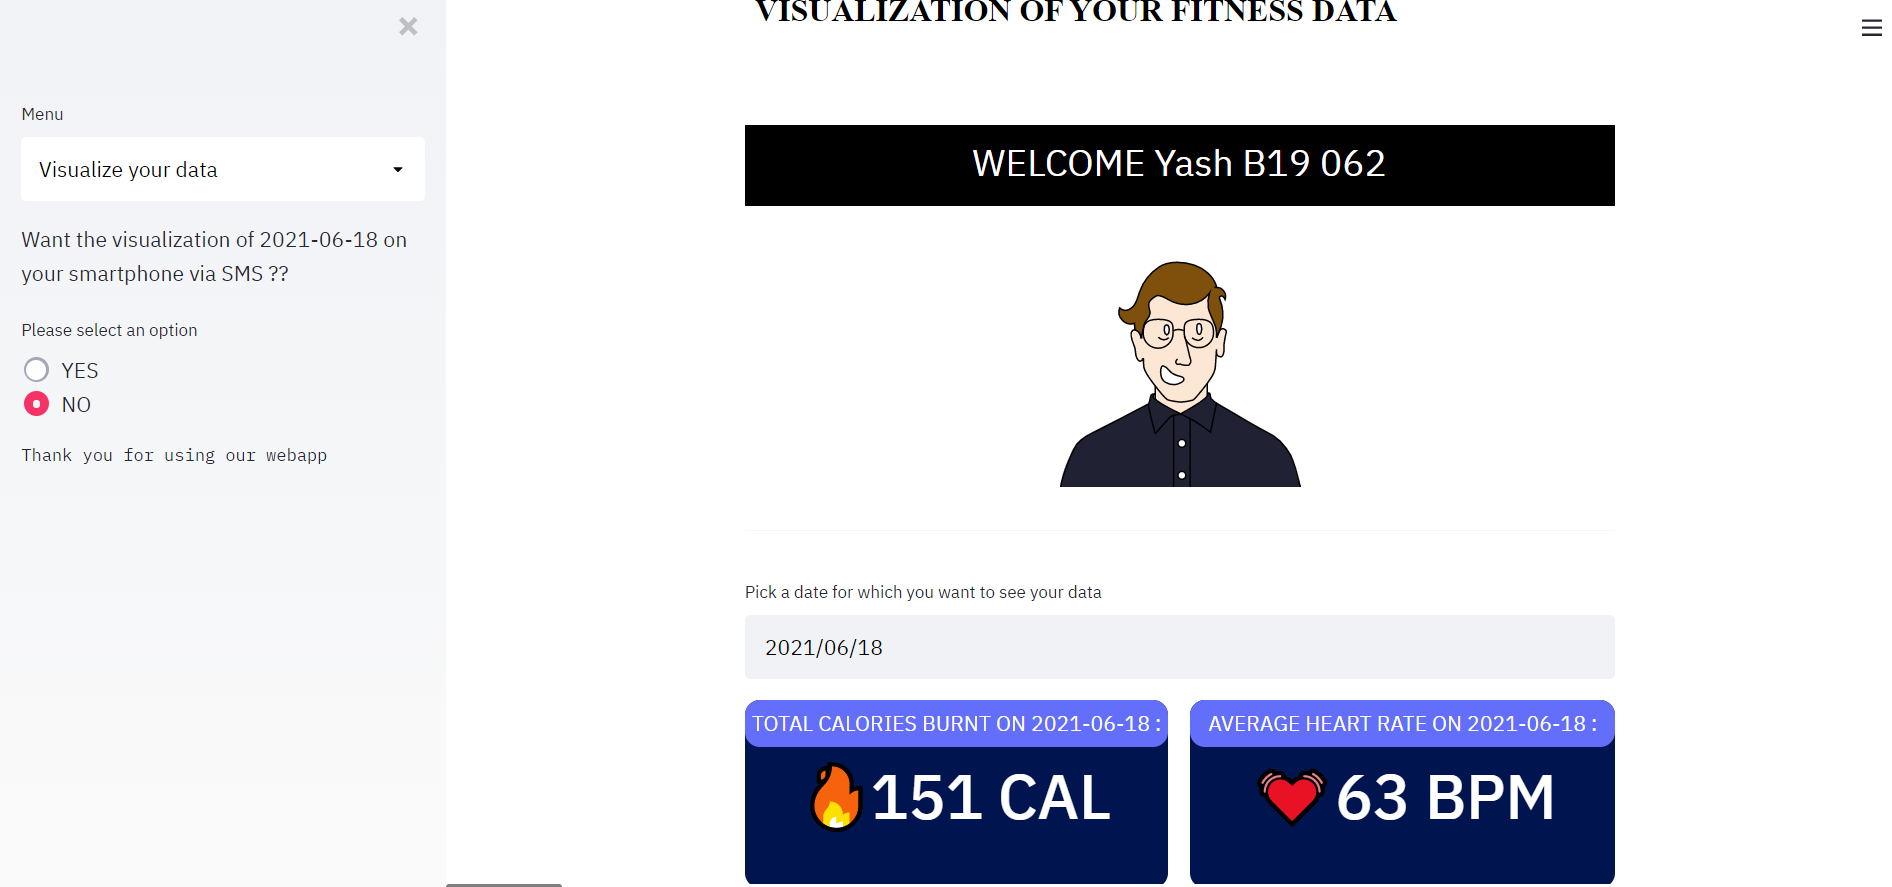 Menu
Visualize your data
Want the visualization of 2021-06-18 on
your smartphone via SMS ??
Please select an option
YES
NO
Thank you for using our webapp
VISUALIZATION OF YOUR FITNESS DATA
WELCOME Yash B19 062
Pick a date for which you want to see your data
2021/06/18
TOTAL CALORIES BURNT ON 2021-06-18 :
151 CAL
AVERAGE HEART RATE ON 2021-06-18 :
63 BPM